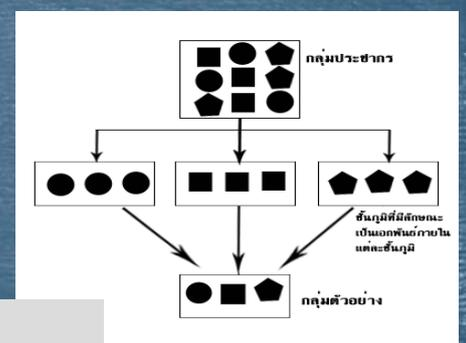 กลุ่มประชากร
ชั้นภูมิที่มีลักษณะ
เป็นเอกพันธ์ภายใน
แต่ละชั้นภูมิ
กลุ่มตัวอย่าง